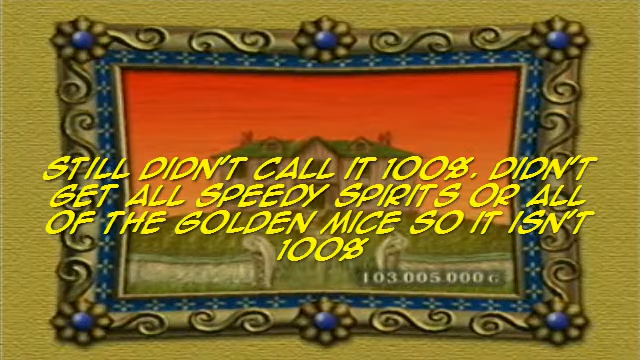 STILL DIDN'T CALL IT 100%. DIDN'T
GET ALL SPEEDY SPIRITS OR ALL
OF THE GOLDEN MICE SO IT ISN'T
100%
103.005.000 G